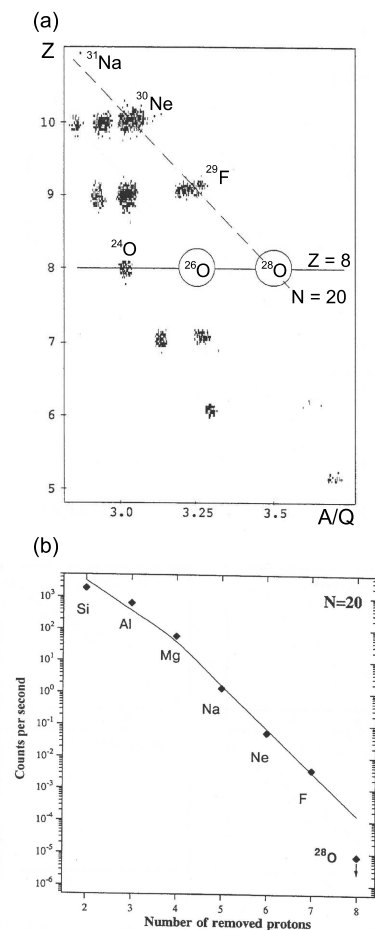 (a)
Z
³¹Na
³⁰Ne
10
²⁹F
9
²⁴O
8
²⁶O
²⁸O
Z = 8
N = 20
7
6
5
3.0
3.25
3.5
A/Q
(b)
N=20
10³
Si
Al
10²
Mg
10¹
10⁰
Na
10⁻¹
Ne
10⁻²
F
10⁻³
10⁻⁴
²⁸O
10⁻⁵
10⁻⁶
Counts per second
2
3
4
5
6
7
8
Number of removed protons